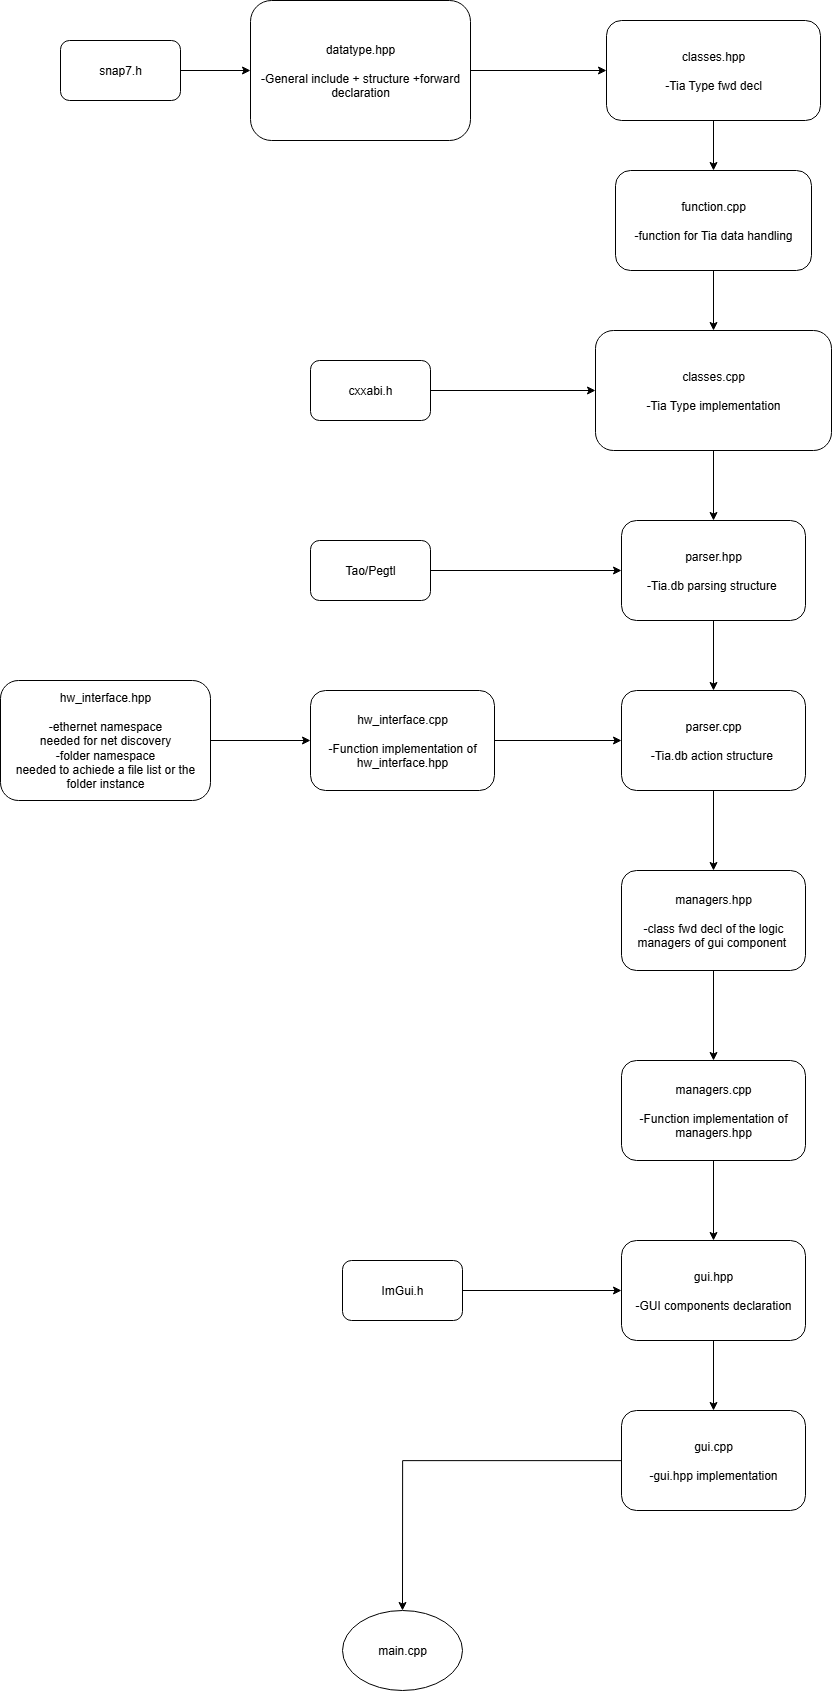 snap7.h
datatype.hpp
-General include + structure +forward
declaration
classes.hpp
-Tia Type fwd decl
function.cpp
-function for Tia data handling
cxxabi.h
classes.cpp
-Tia Type implementation
Tao/Pegtl
parser.hpp
-Tia.db parsing structure
hw_interface.hpp
-ethernet namespace
needed for net discovery
-folder namespace
needed to achiede a file list or the
folder instance
hw_interface.cpp
-Function implementation of
hw_interface.hpp
parser.cpp
-Tia.db action structure
managers.hpp
-class fwd decl of the logic
managers of gui component
managers.cpp
-Function implementation of
managers.hpp
ImGui.h
gui.hpp
-GUI components declaration
gui.cpp
-gui.hpp implementation
main.cpp